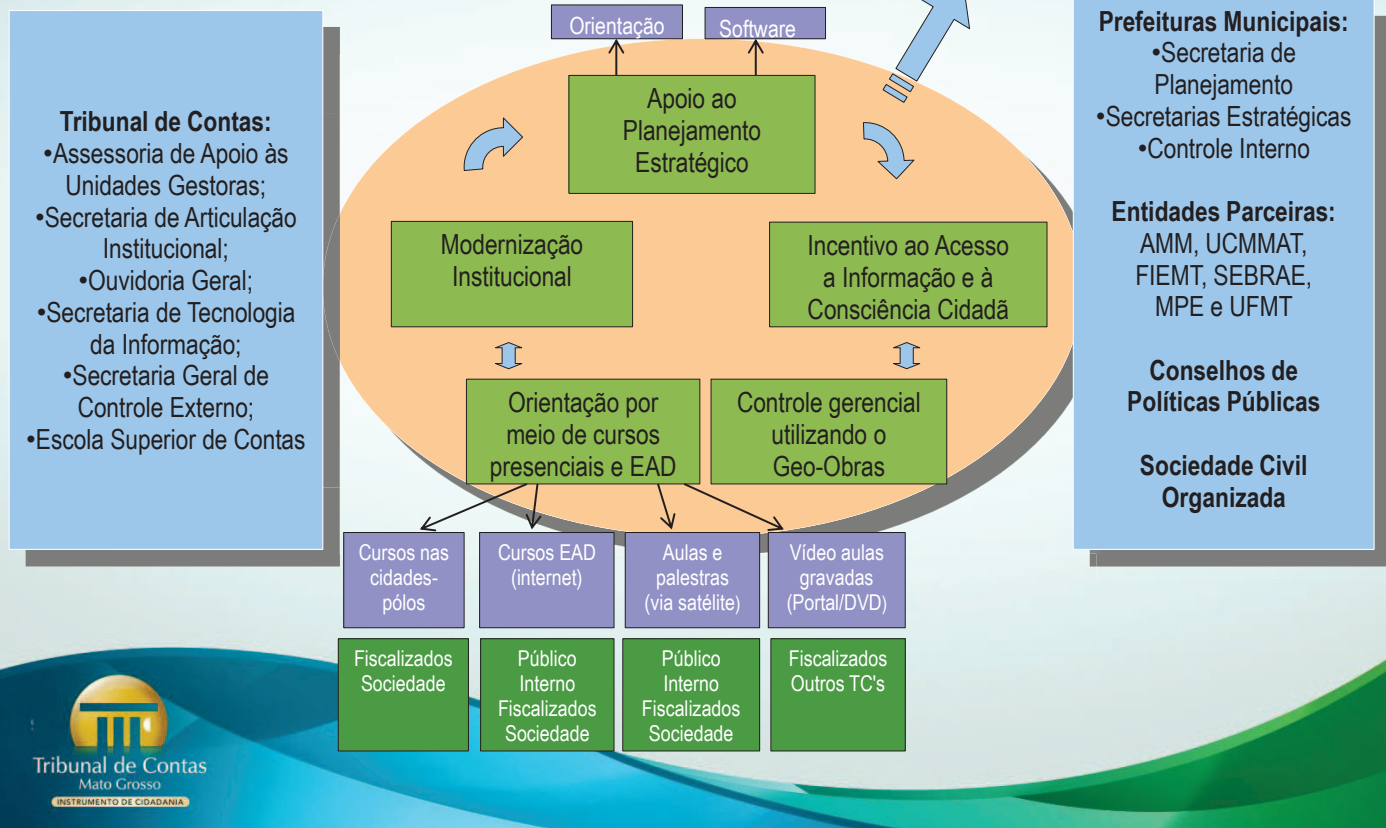 Tribunal de Contas:
•Assessoria de Apoio às
Unidades Gestoras;
•Secretaria de Articulação
Institucional;
•Ouvidoria Geral;
•Secretaria de Tecnologia
da Informação;
•Secretaria Geral de
Controle Externo;
•Escola Superior de Contas
Orientação
Software
Apoio ao
Planejamento
Estratégico
Modernização
Institucional
Incentivo ao Acesso
a Informação e à
Consciência Cidadã
Orientação por
meio de cursos
presenciais e EAD
Controle gerencial
utilizando o
Geo-Obras
Cursos nas
cidades-
pólos
Cursos EAD
(internet)
Aulas e
palestras
(via satélite)
Vídeo aulas
gravadas
(Portal/DVD)
Fiscalizados
Sociedade
Público
Interno
Fiscalizados
Sociedade
Público
Interno
Fiscalizados
Sociedade
Fiscalizados
Outros TC's
Prefeituras Municipais:
•Secretaria de
Planejamento
•Secretarias Estratégicas
•Controle Interno
Entidades Parceiras:
AMM, UCMMAT,
FIEMT, SEBRAE,
MPE e UFMT
Conselhos de
Políticas Públicas
Sociedade Civil
Organizada
Tribunal de Contas
Mato Grosso
INSTRUMENTO DE CIDADANIA